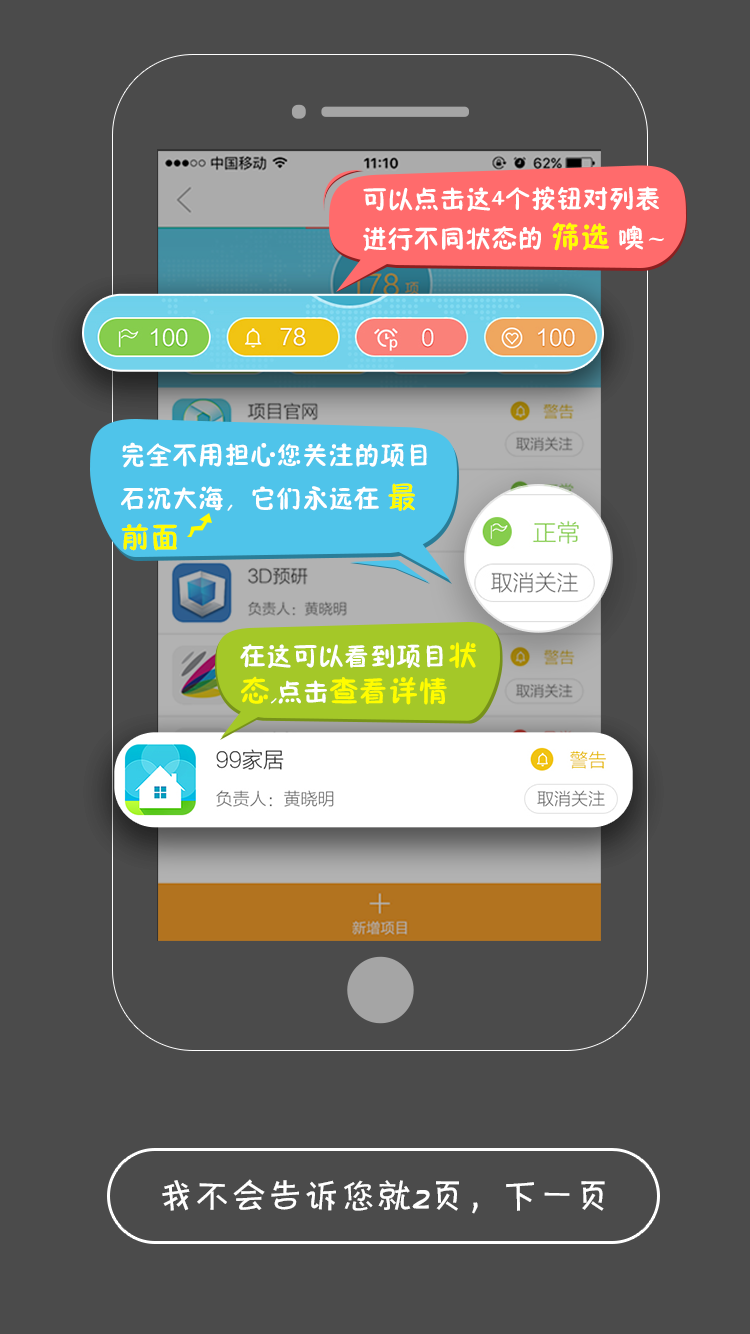 中国移动
11:10
62%
可以点击这4个按钮对列表
进行不同状态的 筛选 噢~
178项
100
78
0
100
项目官网
警告
取消关注
完全不用担心您关注的项目
石沉大海，它们永远在 最
前面
正常
取消关注
3D预研
负责人：黄晓明
在这可以看到项目状
态,点击查看详情
警告
取消关注
99家居
警告
负责人：黄晓明
取消关注
新增项目
我不会告诉您就2页，下一页